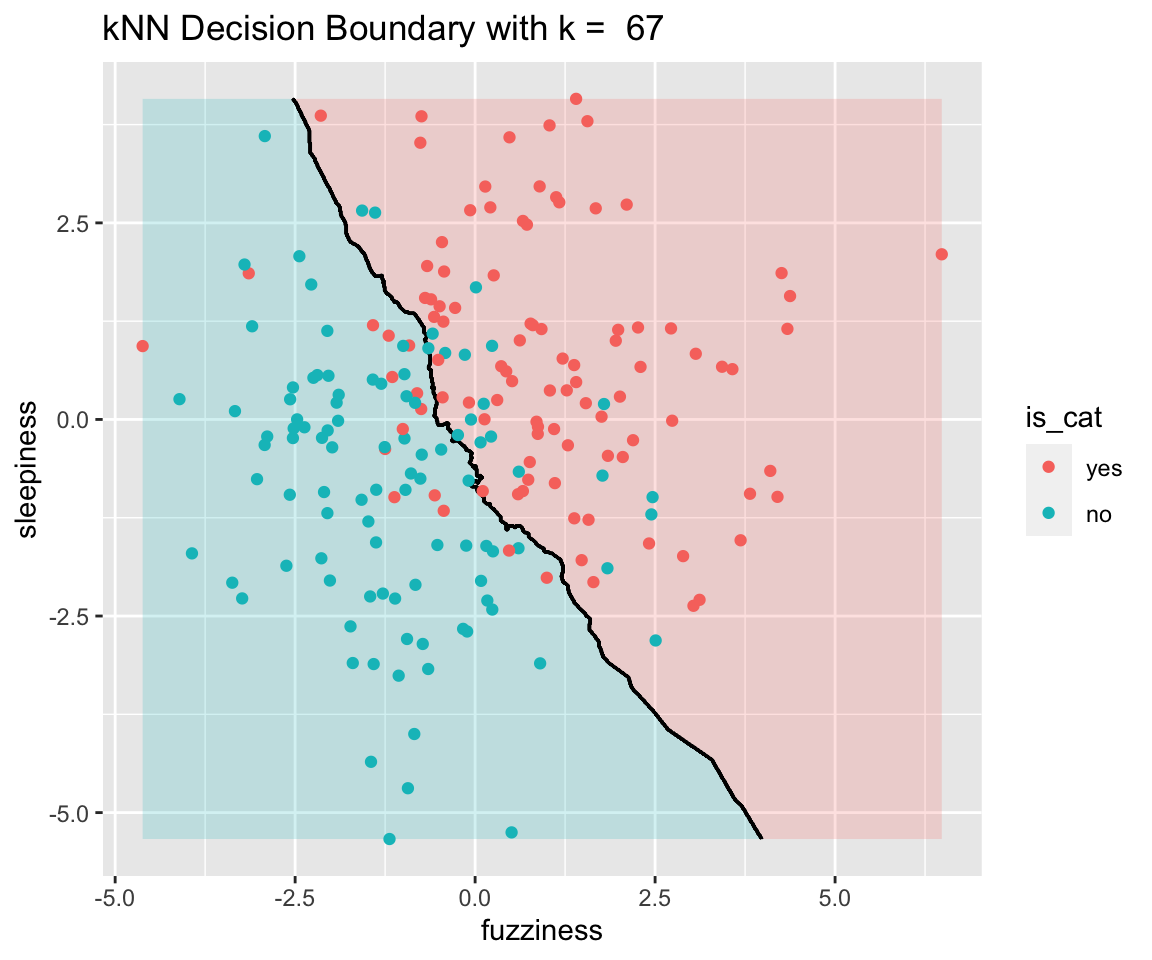 kNN Decision Boundary with k =  67
sleepiness
2.5
0.0
-2.5
-5.0
-5.0
-2.5
0.0
2.5
5.0
fuzziness
is_cat
yes
no